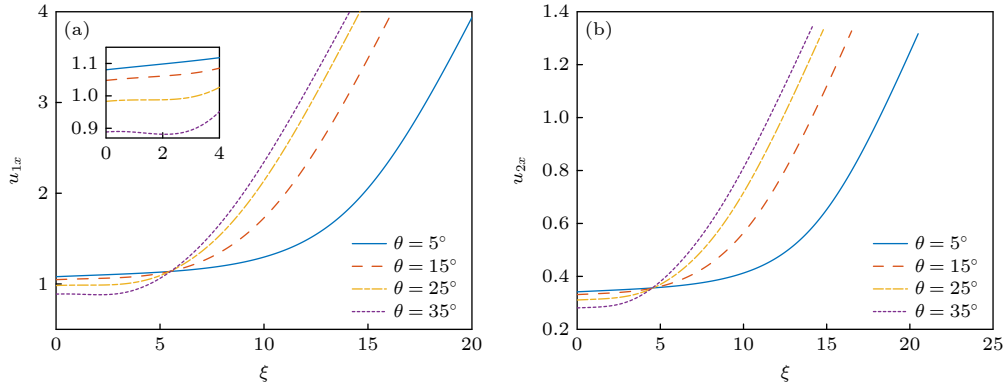 (a)
4
3
2
1
0 5 10 15 20
ξ
u1x
1.1
1.0
0.9
0 2 4
θ = 5°
θ = 15°
θ = 25°
θ = 35°
(b)
1.4
1.2
1.0
0.8
0.6
0.4
0.2
0 5 10 15 20 25
ξ
u2x
θ = 5°
θ = 15°
θ = 25°
θ = 35°